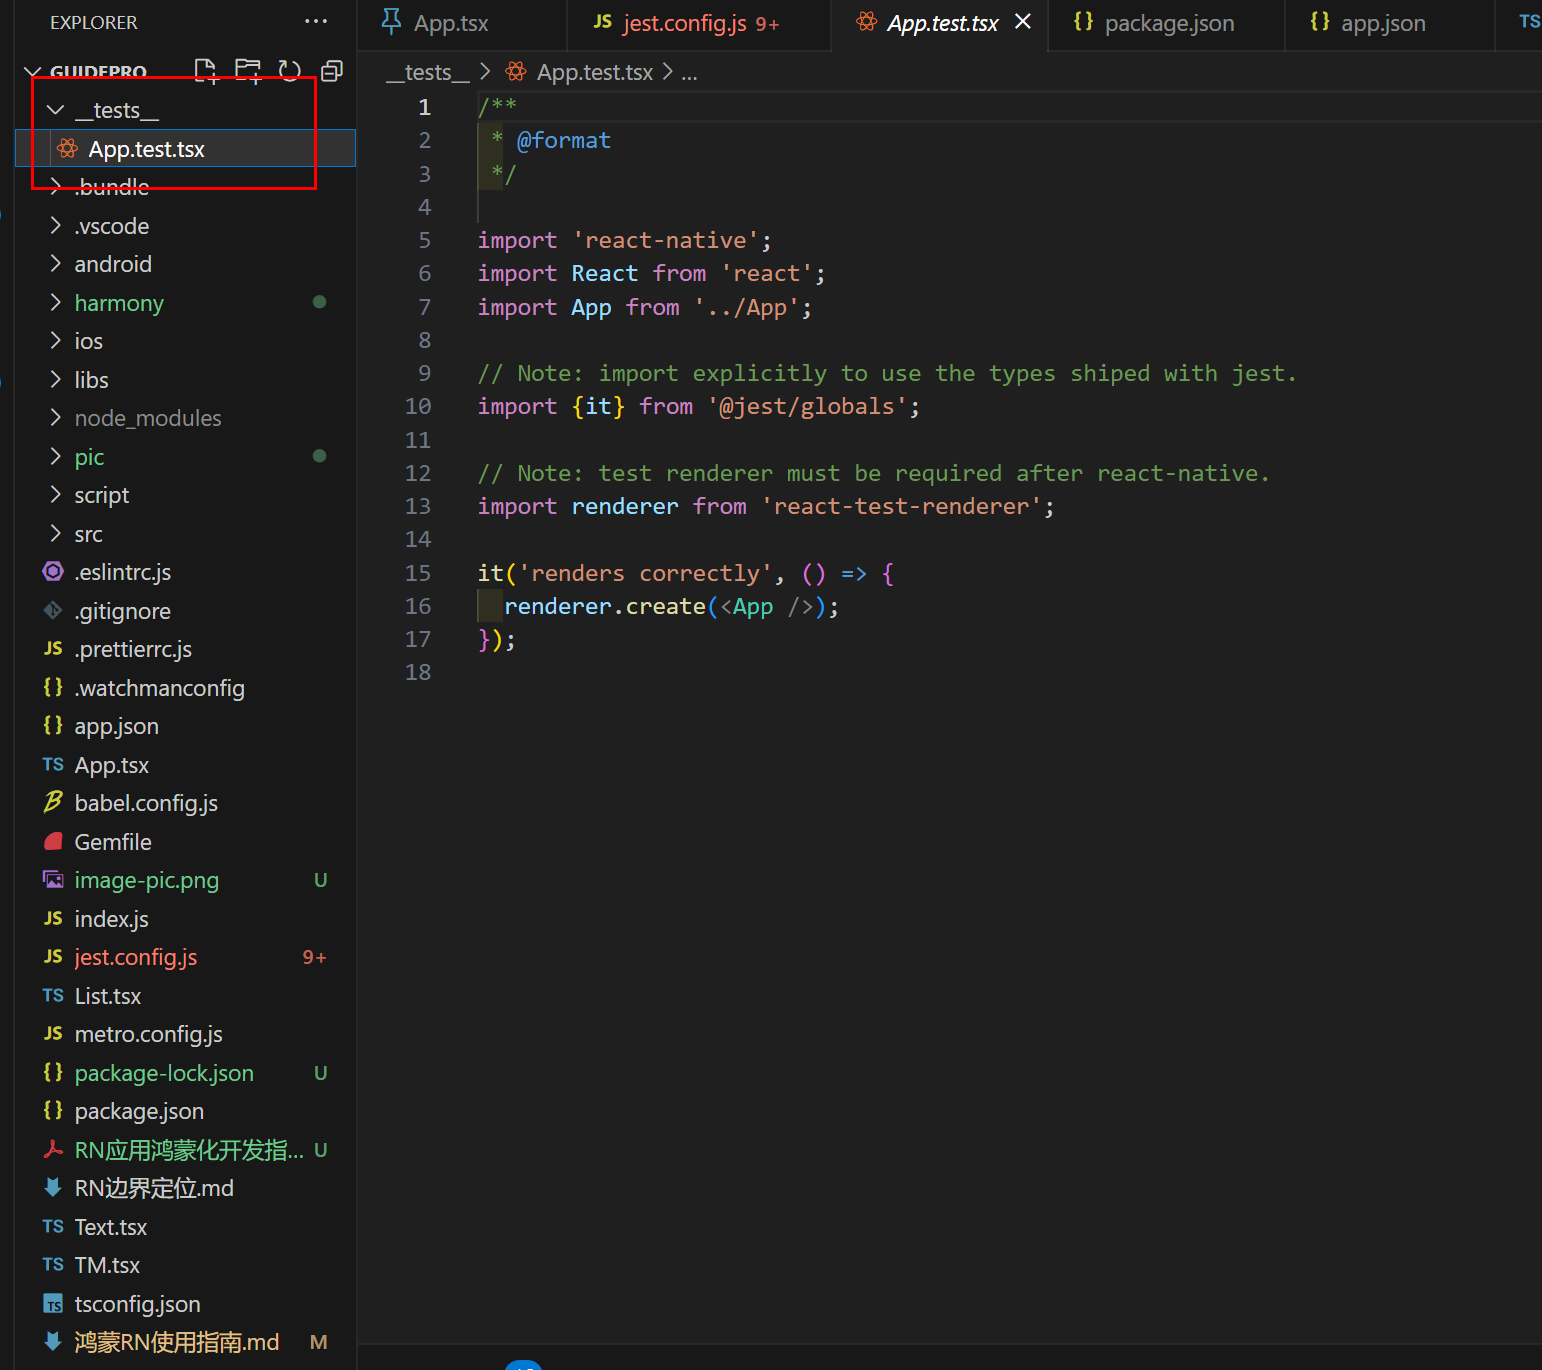 EXPLORER
GUIDEPRO
__tests__
App.test.tsx
.bundle
.vscode
android
harmony
ios
libs
node_modules
pic
script
src
.eslintrc.js
.gitignore
JS .prettierrc.js
{} .watchmanconfig
{} app.json
TS App.tsx
babel.config.js
Gemfile
image-pic.png U
JS index.js
JS jest.config.js 9+
TS List.tsx
JS metro.config.js
{} package-lock.json U
{} package.json
RN应用鸿蒙化开发指... U
RN边界定位.md
TS Text.tsx
TS TM.tsx
TS tsconfig.json
鸿蒙RN使用指南.md M
App.tsx
JS jest.config.js 9+
App.test.tsx
{} package.json
{} app.json
TS
__tests__ > App.test.tsx > ...
1 /**
2 * @format
3 */
4
5 import 'react-native';
6 import React from 'react';
7 import App from '../App';
8
9 // Note: import explicitly to use the types shiped with jest.
10 import {it} from '@jest/globals';
11
12 // Note: test renderer must be required after react-native.
13 import renderer from 'react-test-renderer';
14
15 it('renders correctly', () => {
16 renderer.create(<App />);
17 });
18